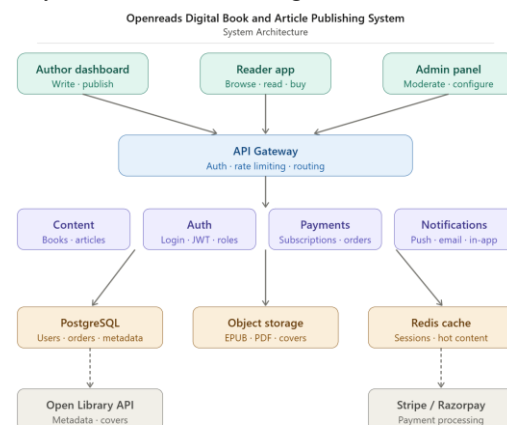 Openreads Digital Book and Article Publishing System
System Architecture
Author dashboard
Write · publish
Reader app
Browse · read · buy
Admin panel
Moderate · configure
API Gateway
Auth · rate limiting · routing
Content
Books · articles
Auth
Login · JWT · roles
Payments
Subscriptions · orders
Notifications
Push · email · in-app
PostgreSQL
Users · orders · metadata
Object storage
EPUB · PDF · covers
Redis cache
Sessions · hot content
Open Library API
Metadata · covers
Stripe / Razorpay
Payment processing